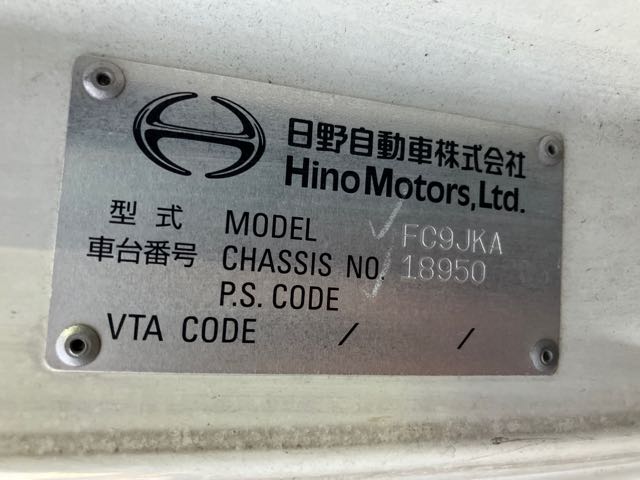 日野自動車株式会社
Hino Motors, Ltd.
型式 MODEL FC9JKA
車台番号 CHASSIS NO. 18950
P.S. CODE
VTA CODE / /